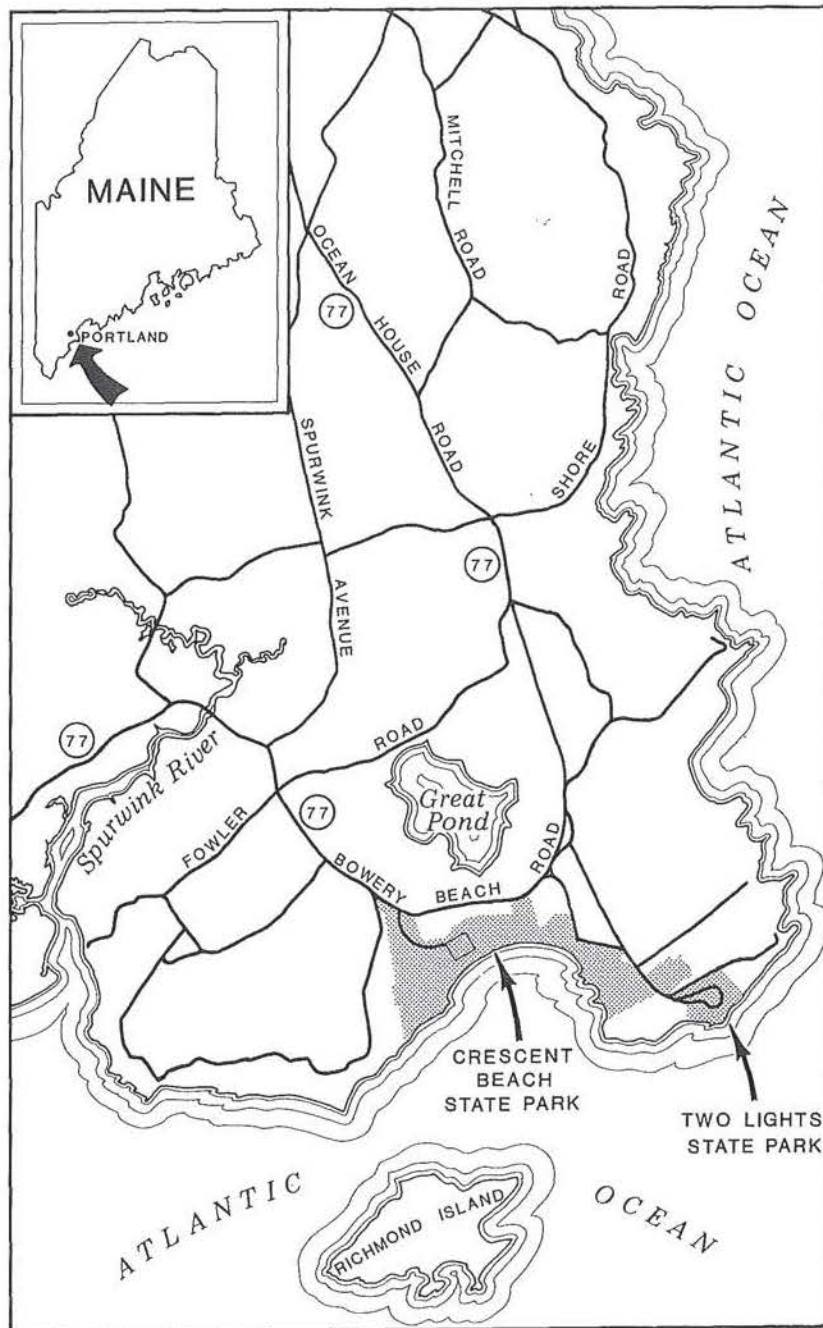 MAINE
PORTLAND
MITCHELL ROAD
OCEAN HOUSE ROAD
77
ROAD
SHORE
ATLANTIC OCEAN
SPURWINK AVENUE
77
77
Spurwink River
FOWLER ROAD
77
Great
Pond
BOWERY BEACH ROAD
CRESCENT
BEACH
STATE PARK
TWO LIGHTS
STATE PARK
ATLANTIC OCEAN
RICHMOND ISLAND